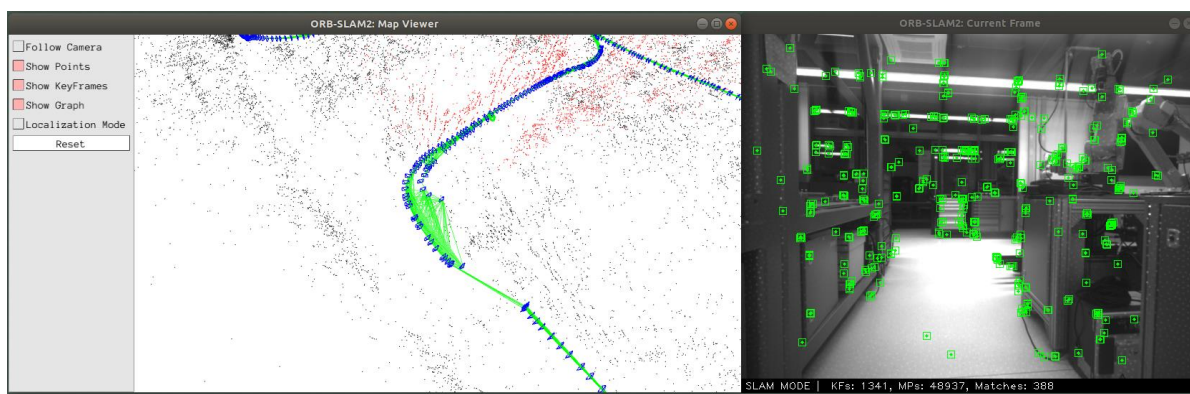 ORB-SLAM2: Map Viewer
Follow Camera
Show Points
Show KeyFrames
Show Graph
Localization Mode
Reset
ORB-SLAM2: Current Frame
SLAM MODE | KFs: 1341, MPs: 48937, Matches: 388